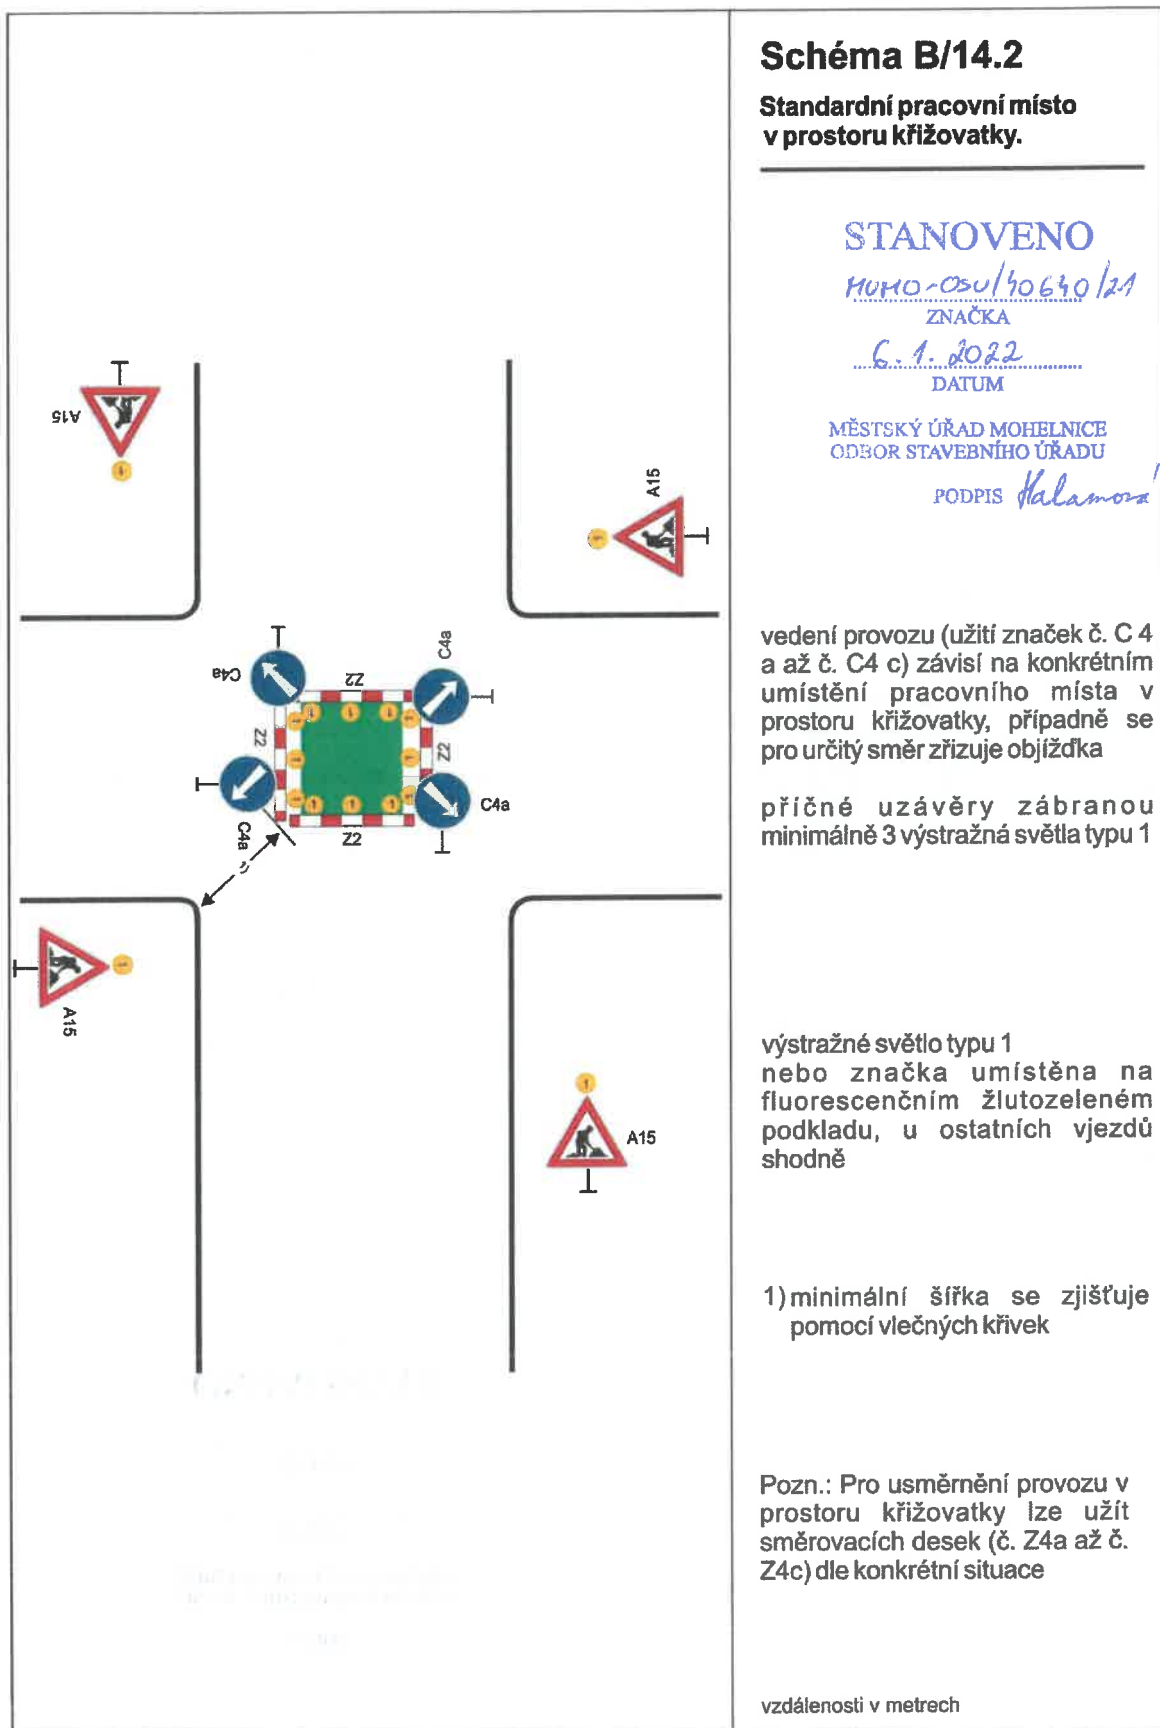 Schéma B/14.2
Standardní pracovní místo
v prostoru křižovatky.
STANOVENO
MUMO-OSU/40640/21
ZNAČKA
6. 1. 2022
DATUM
MĚSTSKÝ ÚŘAD MOHELNICE
ODBOR STAVEBNÍHO ÚŘADU
PODPIS Halamová
A15
A15
C4a
Z2
C4a
Z2
Z2
C4a
C4a
Z2
1)
A15
A15
vedení provozu (užití značek č. C 4
a až č. C4 c) závisí na konkrétním
umístění pracovního místa v
prostoru křižovatky, případně se
pro určitý směr zřizuje objížďka
příčné uzávěry zábranou
minimálně 3 výstražná světla typu 1
výstražné světlo typu 1
nebo značka umístěna na
fluorescenčním žlutozeleném
podkladu, u ostatních vjezdů
shodně
1) minimální šířka se zjišťuje
pomocí vlečných křivek
Pozn.: Pro usměrnění provozu v
prostoru křižovatky lze užít
směrovacích desek (č. Z4a až č.
Z4c) dle konkrétní situace
vzdálenosti v metrech